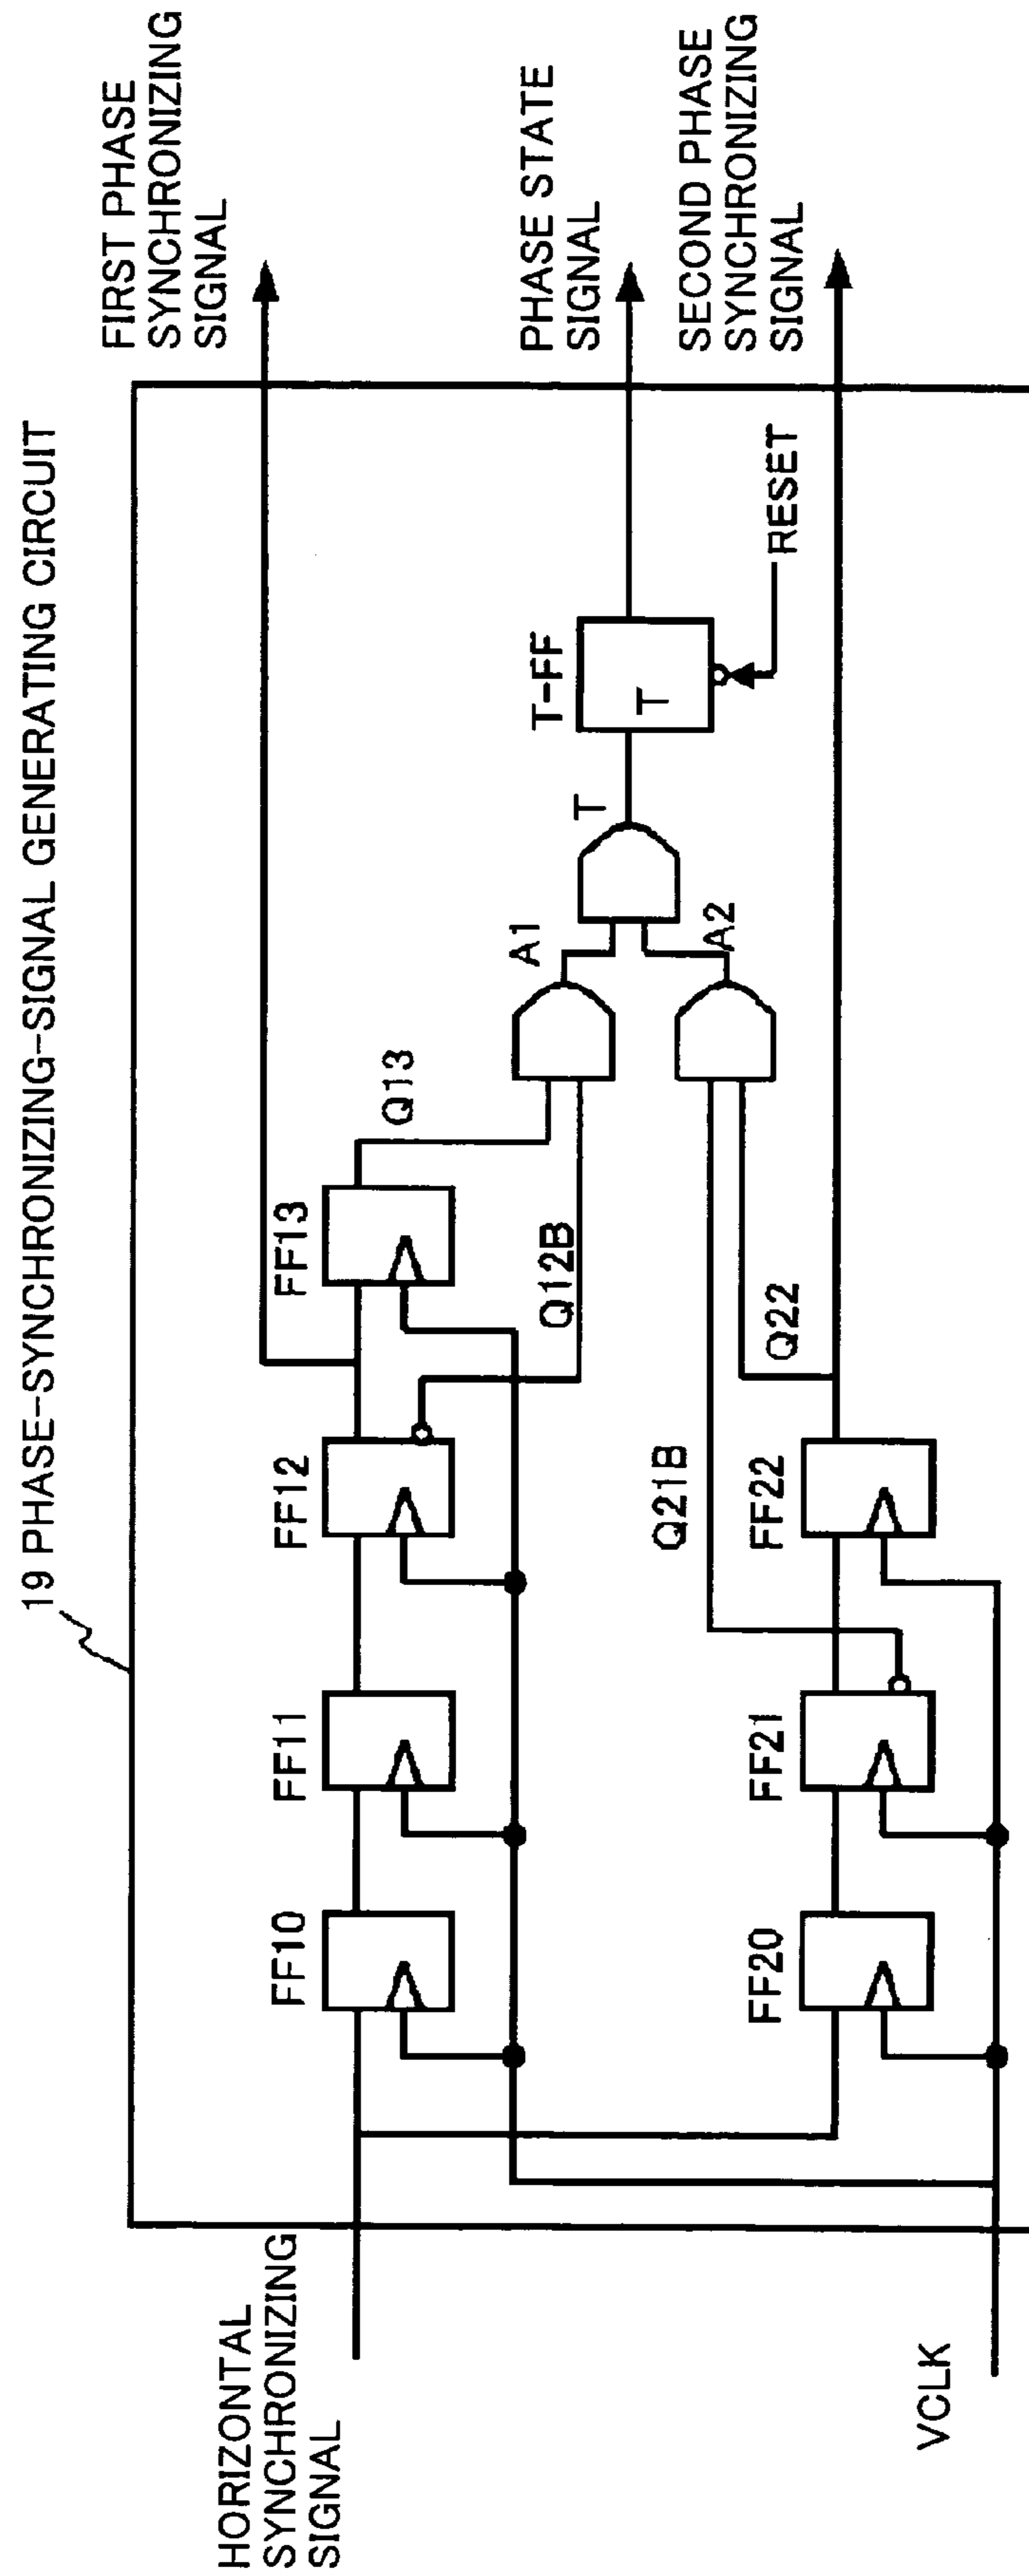 19 PHASE-SYNCHRONIZING-SIGNAL GENERATING CIRCUIT
HORIZONTAL
SYNCHRONIZING
SIGNAL
VCLK
FF10
FF11
FF12
FF13
Q13
Q12B
FF20
FF21
FF22
Q21B
Q22
A1
A2
T
T-FF
T
RESET
FIRST PHASE
SYNCHRONIZING
SIGNAL
PHASE STATE
SIGNAL
SECOND PHASE
SYNCHRONIZING
SIGNAL